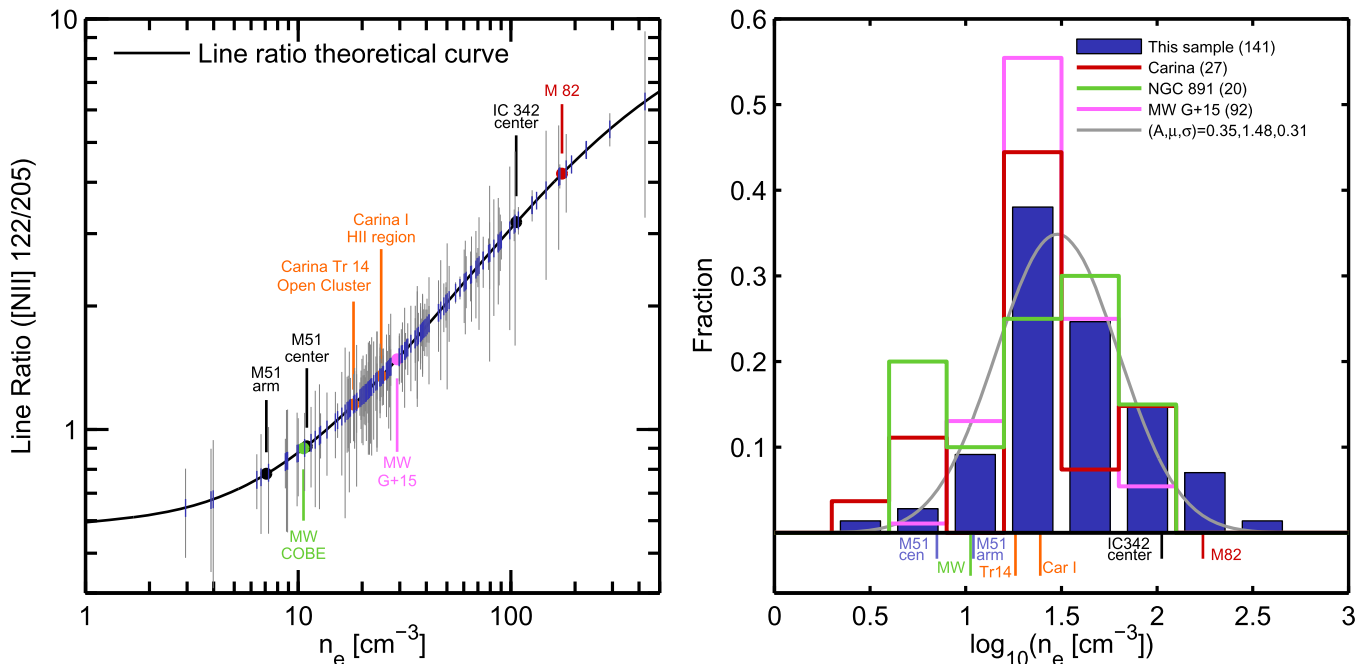 10
1
Line Ratio ([NII] 122/205)
Line ratio theoretical curve
M 82
IC 342
center
Carina I
HII region
Carina Tr 14
Open Cluster
M51
center
M51
arm
MW
G+15
MW
COBE
1
10
100
n_e [cm^−3]
0.6
0.5
0.4
0.3
0.2
0.1
Fraction
This sample (141)
Carina (27)
NGC 891 (20)
MW G+15 (92)
(A,μ,σ)=0.35,1.48,0.31
M51
cen
M51
arm
MW
Tr14
Car I
IC342
center
M82
0
0.5
1
1.5
2
2.5
3
log_10(n_e [cm^−3])